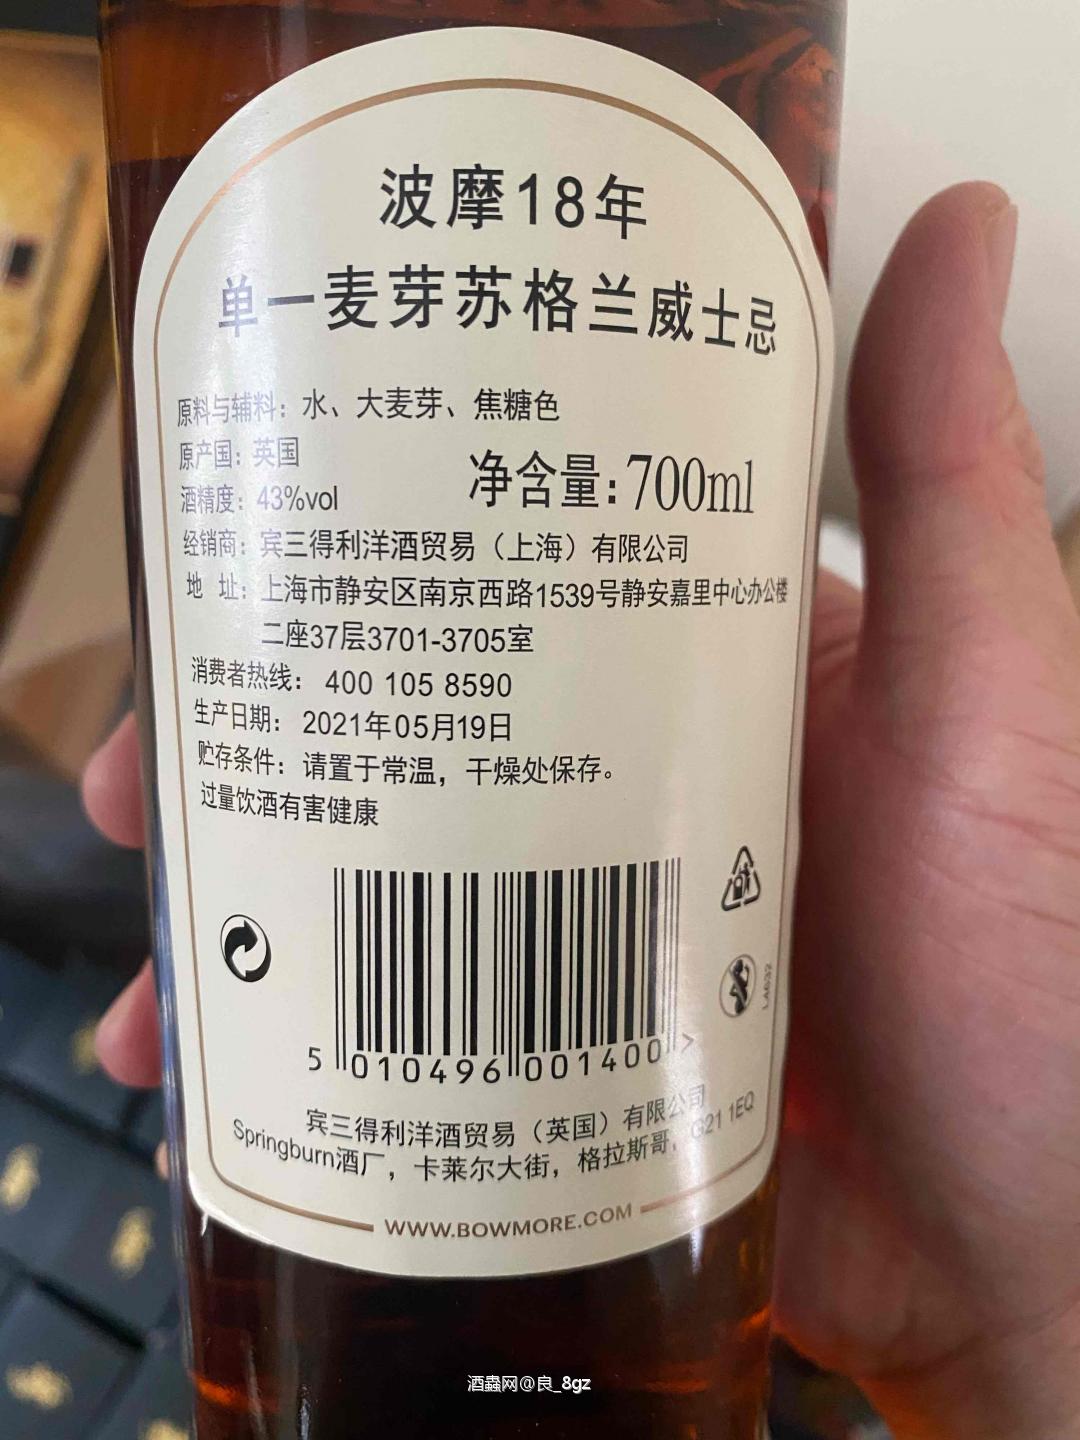 波摩18年
单一麦芽苏格兰威士忌
原料与辅料：水、大麦芽、焦糖色
原产国：英国
净含量：700ml
酒精度：43%vol
经销商：宾三得利洋酒贸易（上海）有限公司
地 址：上海市静安区南京西路1539号静安嘉里中心办公楼
二座37层3701-3705室
消费者热线：400 105 8590
生产日期：2021年05月19日
贮存条件：请置于常温，干燥处保存。
过量饮酒有害健康
L4632
5 010496 001400 >
宾三得利洋酒贸易（英国）有限公司
Springburn酒厂，卡莱尔大街，格拉斯哥，G21 1EQ
WWW.BOWMORE.COM
酒蟲网@良_8gz